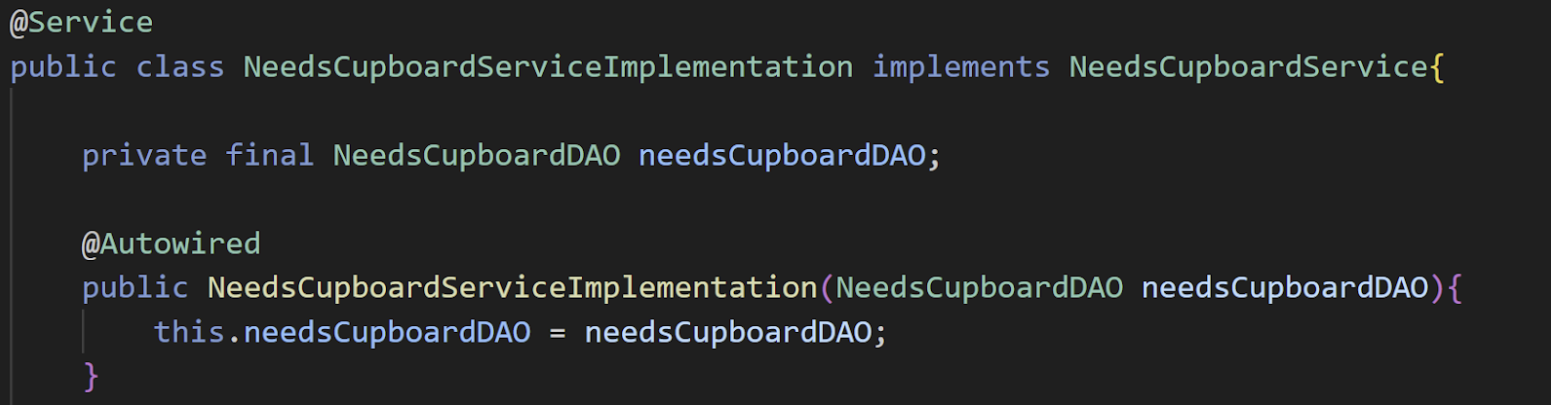 @Service
public class NeedsCupboardServiceImplementation implements NeedsCupboardService{
private final NeedsCupboardDAO needsCupboardDAO;
@Autowired
public NeedsCupboardServiceImplementation(NeedsCupboardDAO needsCupboardDAO){
this.needsCupboardDAO = needsCupboardDAO;
}